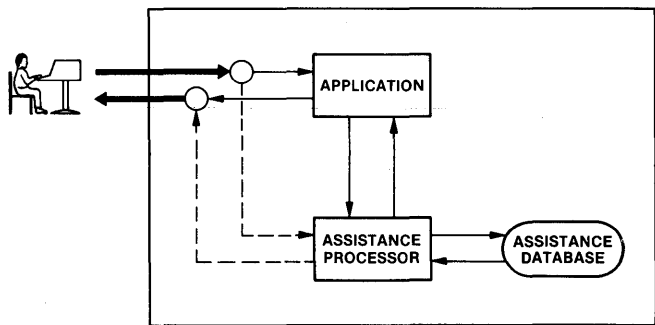 APPLICATION
ASSISTANCE
PROCESSOR
ASSISTANCE
DATABASE